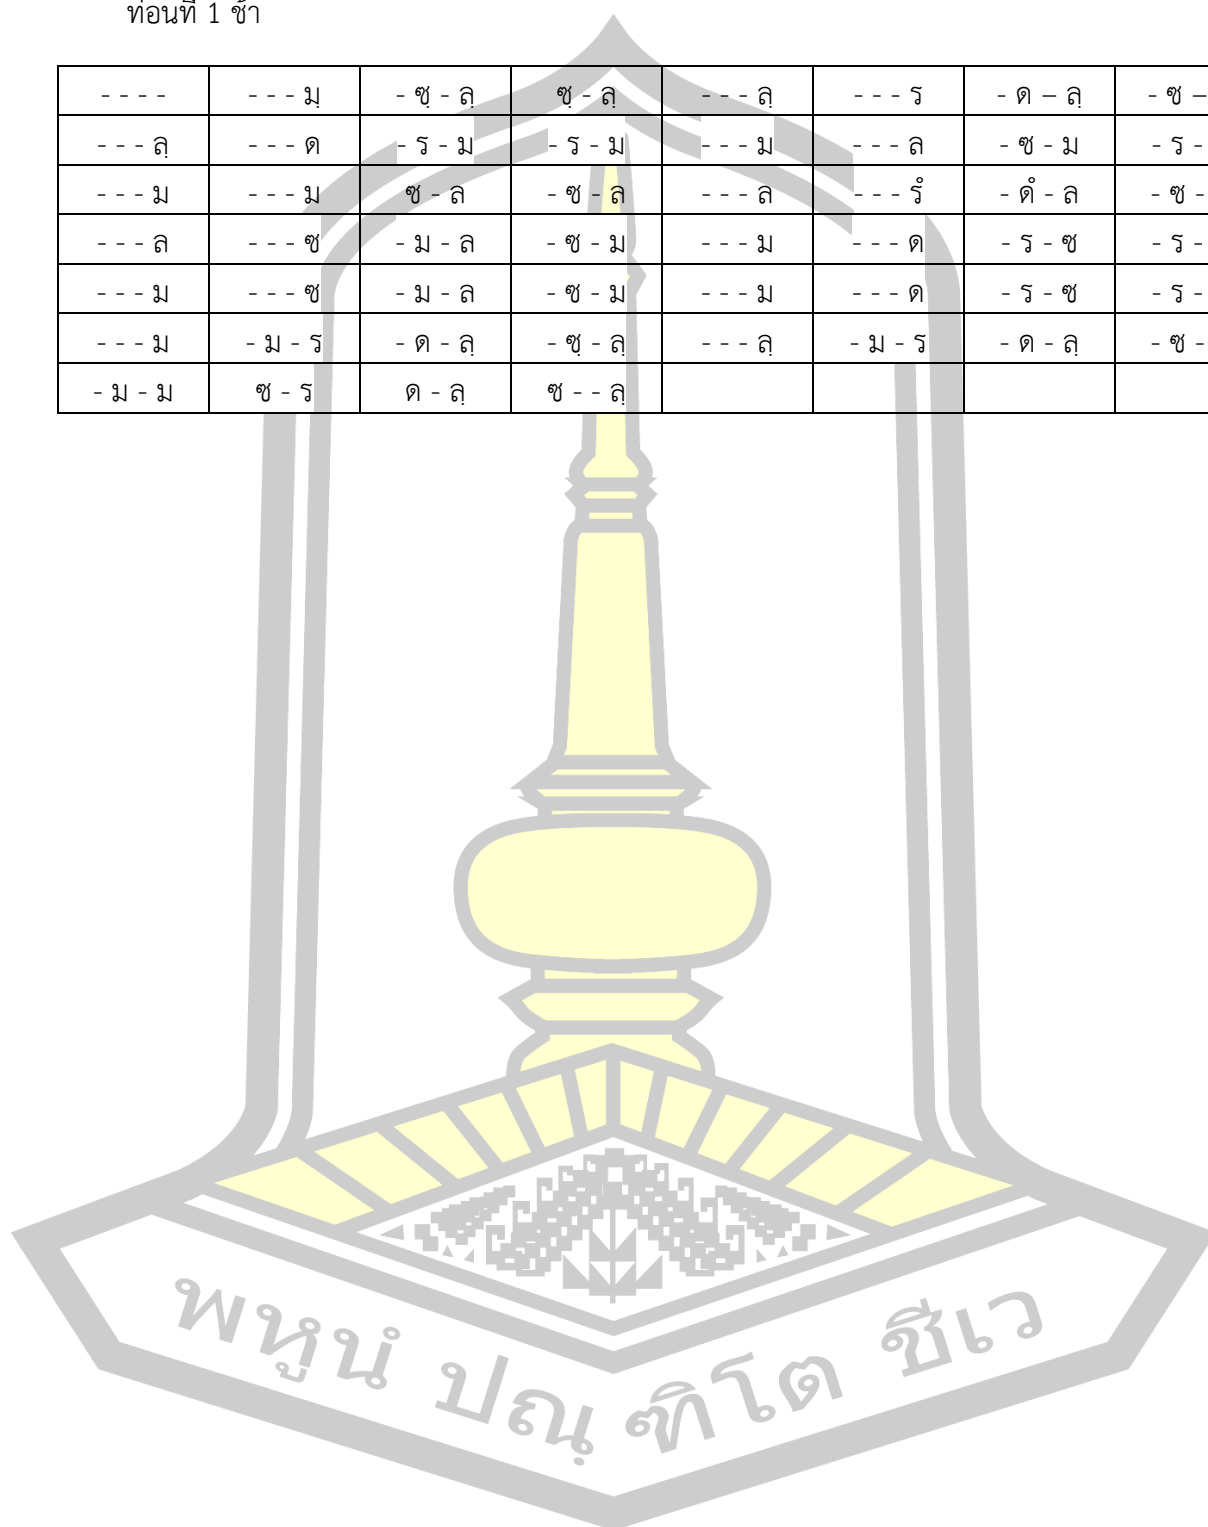 ท่อนที่ 1 ช้า
- - - - - - - มฺ - ซฺ - ลฺ ซฺ - ลฺ - - - ลฺ - - - ร - ด – ลฺ - ซ –
- - - ลฺ - - - ด - ร - ม - ร - ม - - - ม - - - ล - ซ - ม - ร -
- - - ม - - - ม ซ - ล - ซ - ล - - - ล - - - รํ - ดํ - ล - ซ -
- - - ล - - - ซ - ม - ล - ซ - ม - - - ม - - - ด - ร - ซ - ร -
- - - ม - - - ซ - ม - ล - ซ - ม - - - ม - - - ด - ร - ซ - ร -
- - - ม - ม - ร - ด - ลฺ - ซฺ - ลฺ - - - ลฺ - ม - ร - ด - ลฺ - ซ -
- ม - ม ซ - ร ด - ลฺ ซ - - ลฺ
พหูนํ ปณฺฑิโต ชีเว